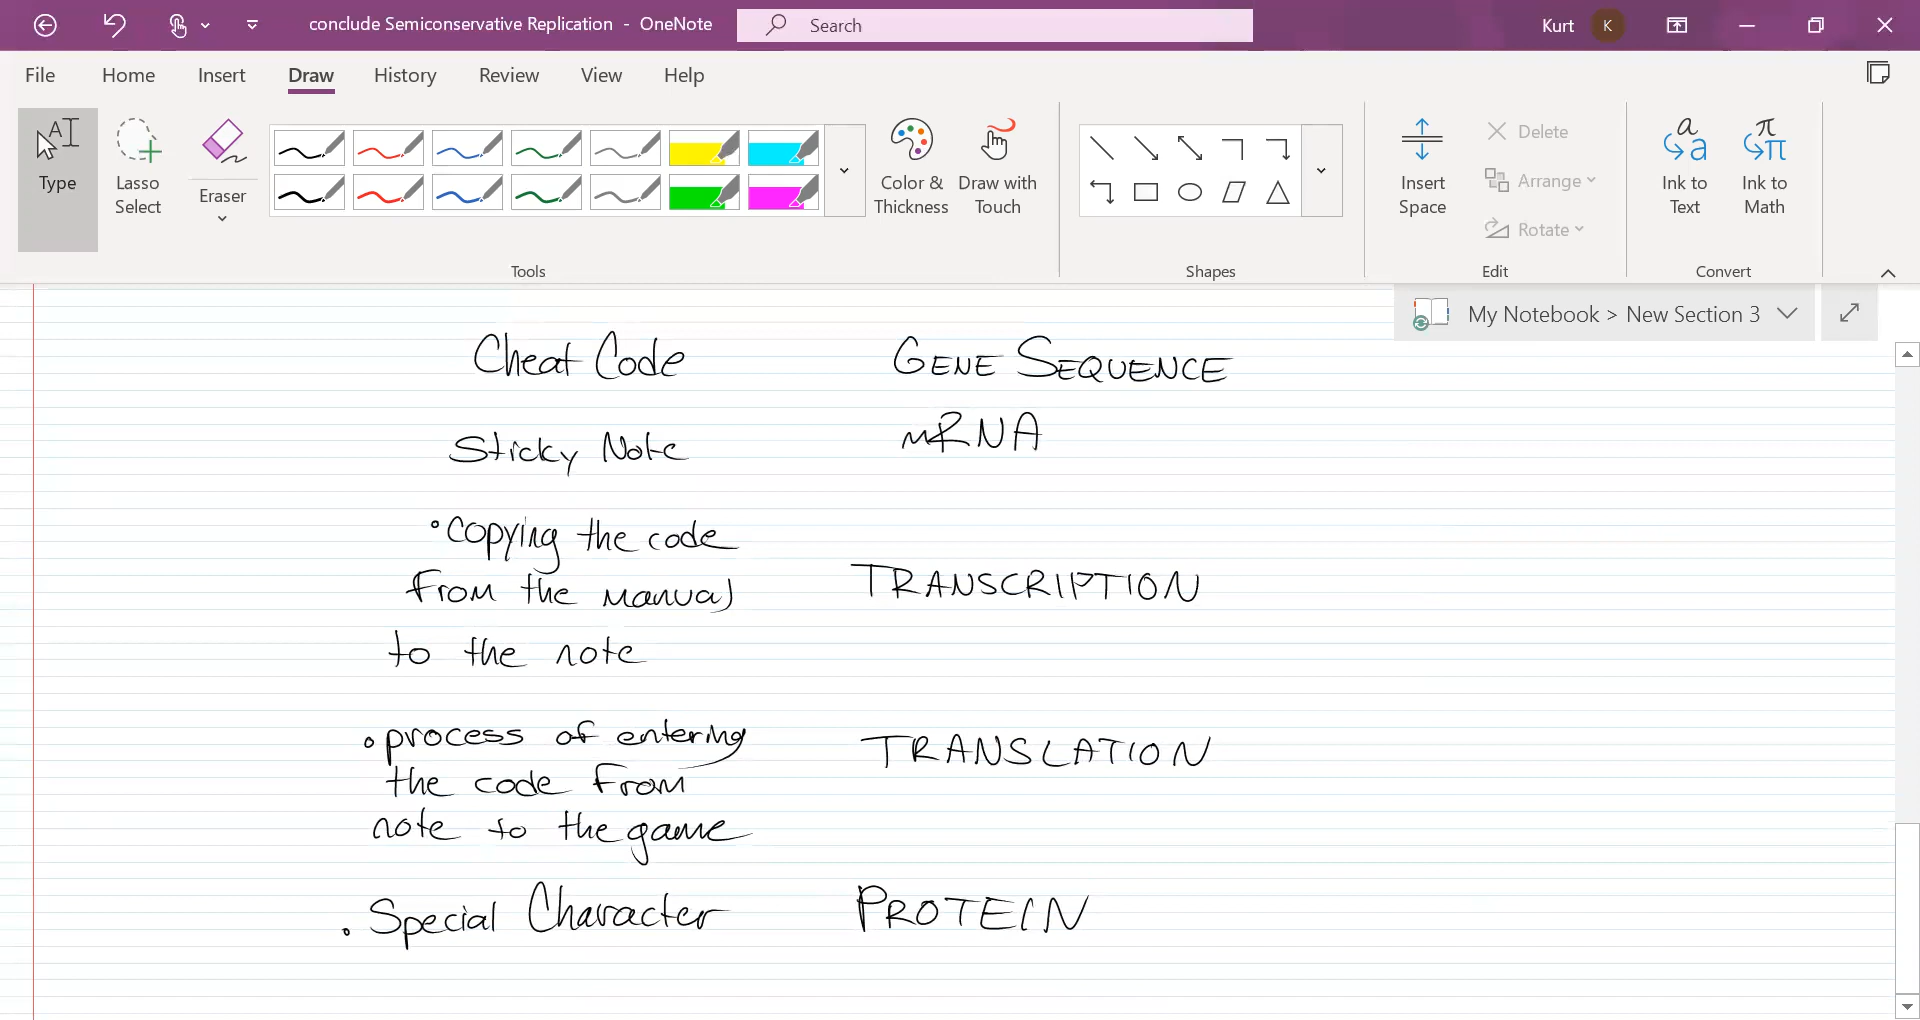 conclude Semiconservative Replication - OneNote
Search
Kurt K
File Home Insert Draw History Review View Help
Type
Lasso Select
Eraser
Color & Thickness
Draw with Touch
Insert Space
Delete
Arrange
Rotate
Ink to Text
Ink to Math
Tools
Shapes
Edit
Convert
My Notebook > New Section 3
Cheat Code GENE SEQUENCE
Sticky Note mRNA
• Copying the code
from the manual TRANSCRIPTION
to the note
• process of entering TRANSLATION
the code from
note to the game
• Special Character PROTEIN